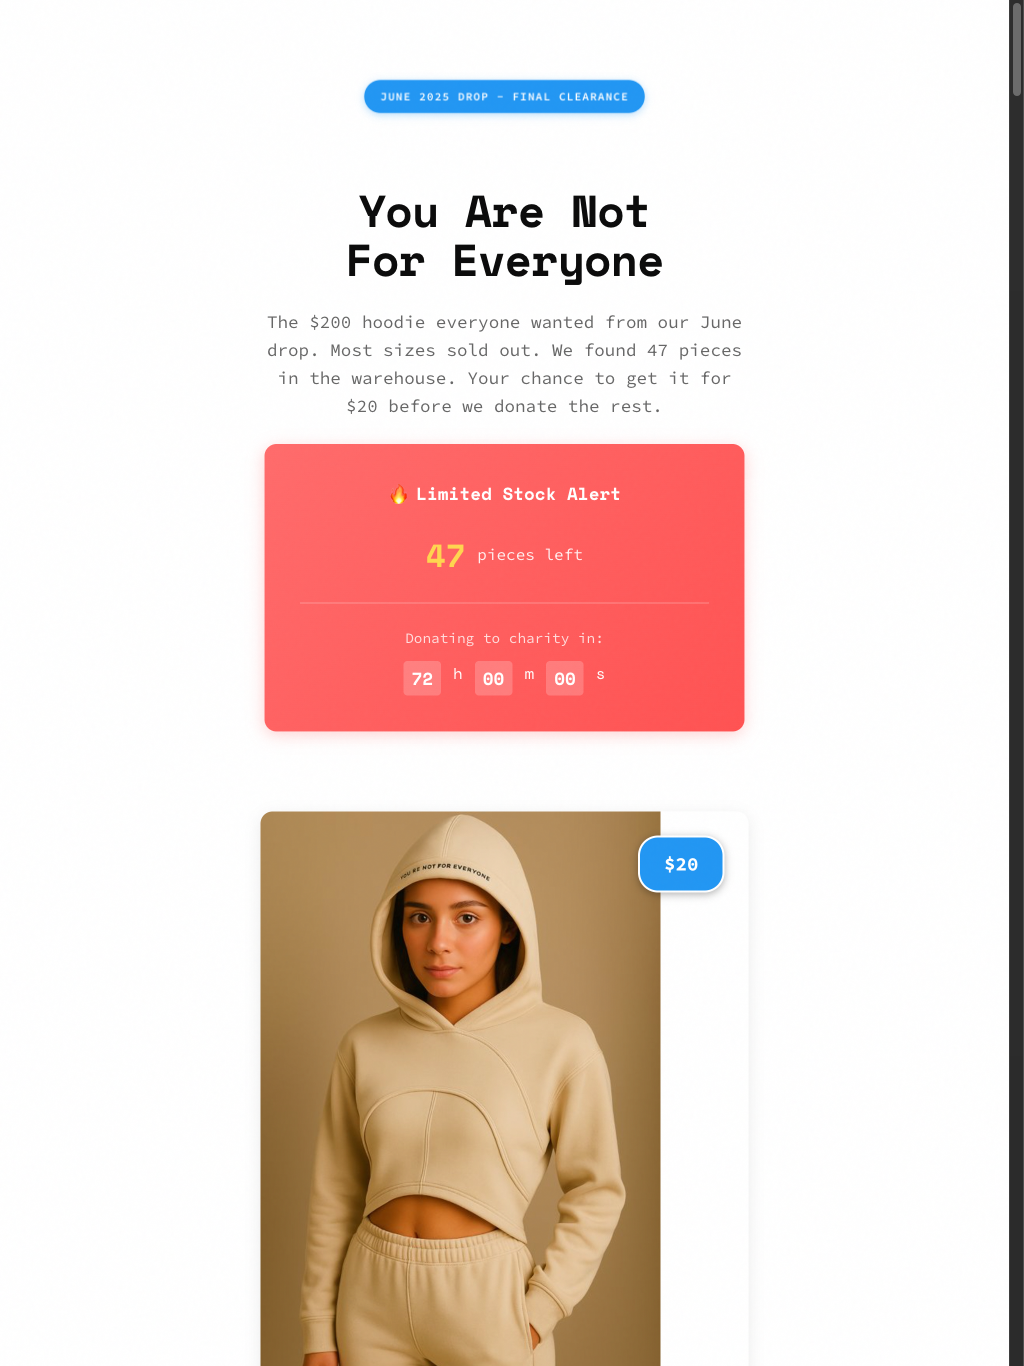 JUNE 2025 DROP – FINAL CLEARANCE
You Are Not
For Everyone
The $200 hoodie everyone wanted from our June
drop. Most sizes sold out. We found 47 pieces
in the warehouse. Your chance to get it for
$20 before we donate the rest.
🔥 Limited Stock Alert
47 pieces left
Donating to charity in:
72 h 00 m 00 s
$20
YOU'RE NOT FOR EVERYONE